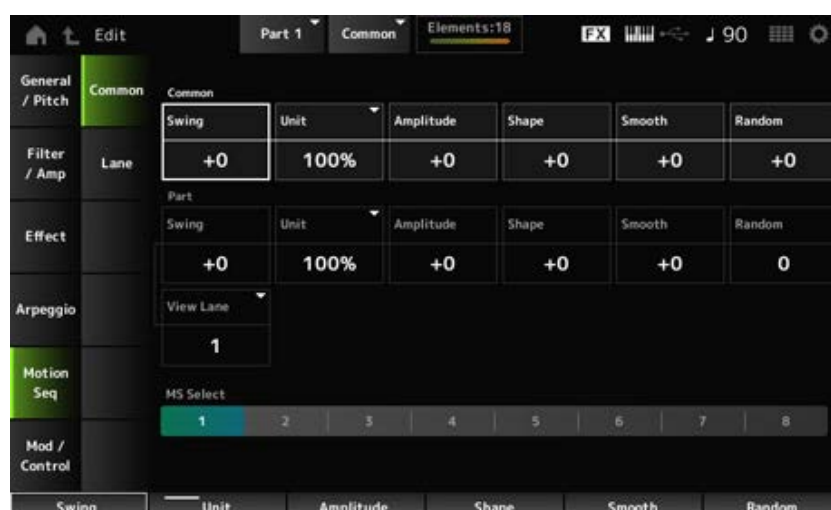 Edit Part 1 Common Elements:18 FX ♩ 90
General / Pitch
Common
Common
Swing Unit Amplitude Shape Smooth Random
+0 100% +0 +0 +0 +0
Filter / Amp
Lane
Part
Swing Unit Amplitude Shape Smooth Random
+0 100% +0 +0 +0 0
Effect
Arpeggio
View Lane
1
Motion Seq
MS Select
1 2 3 4 5 6 7 8
Mod / Control
Swing Unit Amplitude Shape Smooth Random